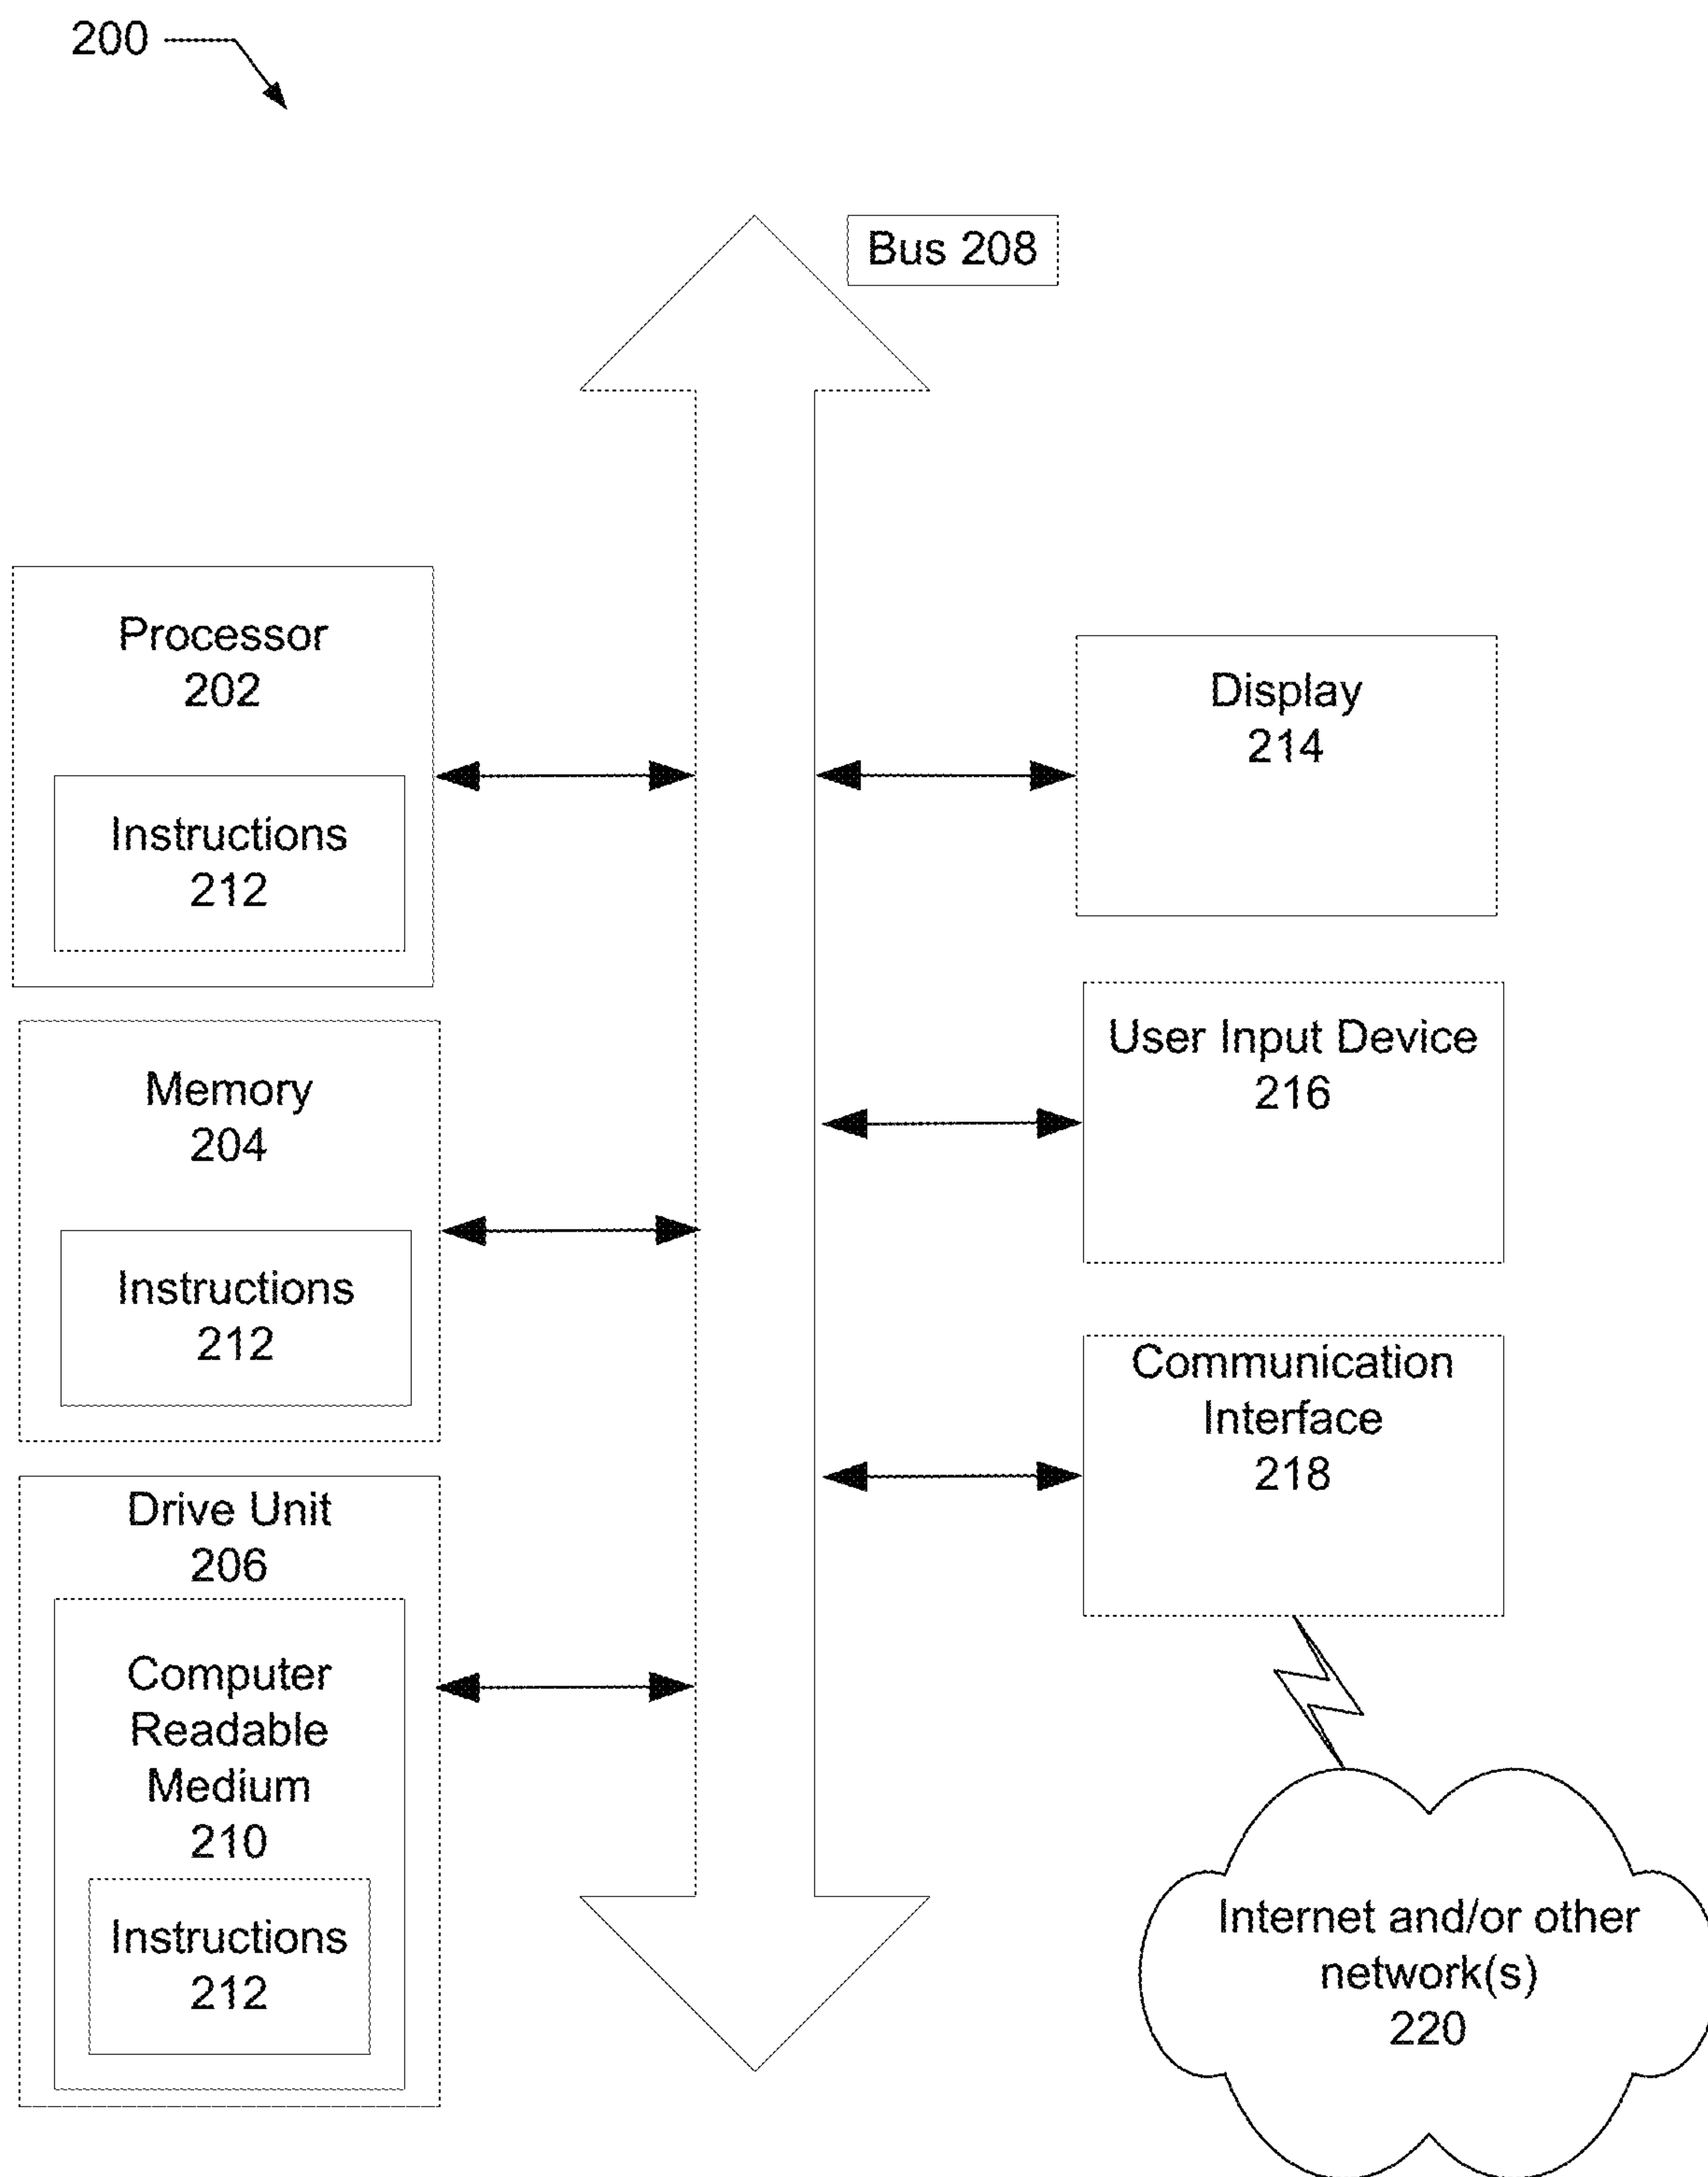 200
Bus 208
Processor
202
Instructions
212
Memory
204
Instructions
212
Drive Unit
206
Computer
Readable
Medium
210
Instructions
212
Display
214
User Input Device
216
Communication
Interface
218
Internet and/or other
network(s)
220